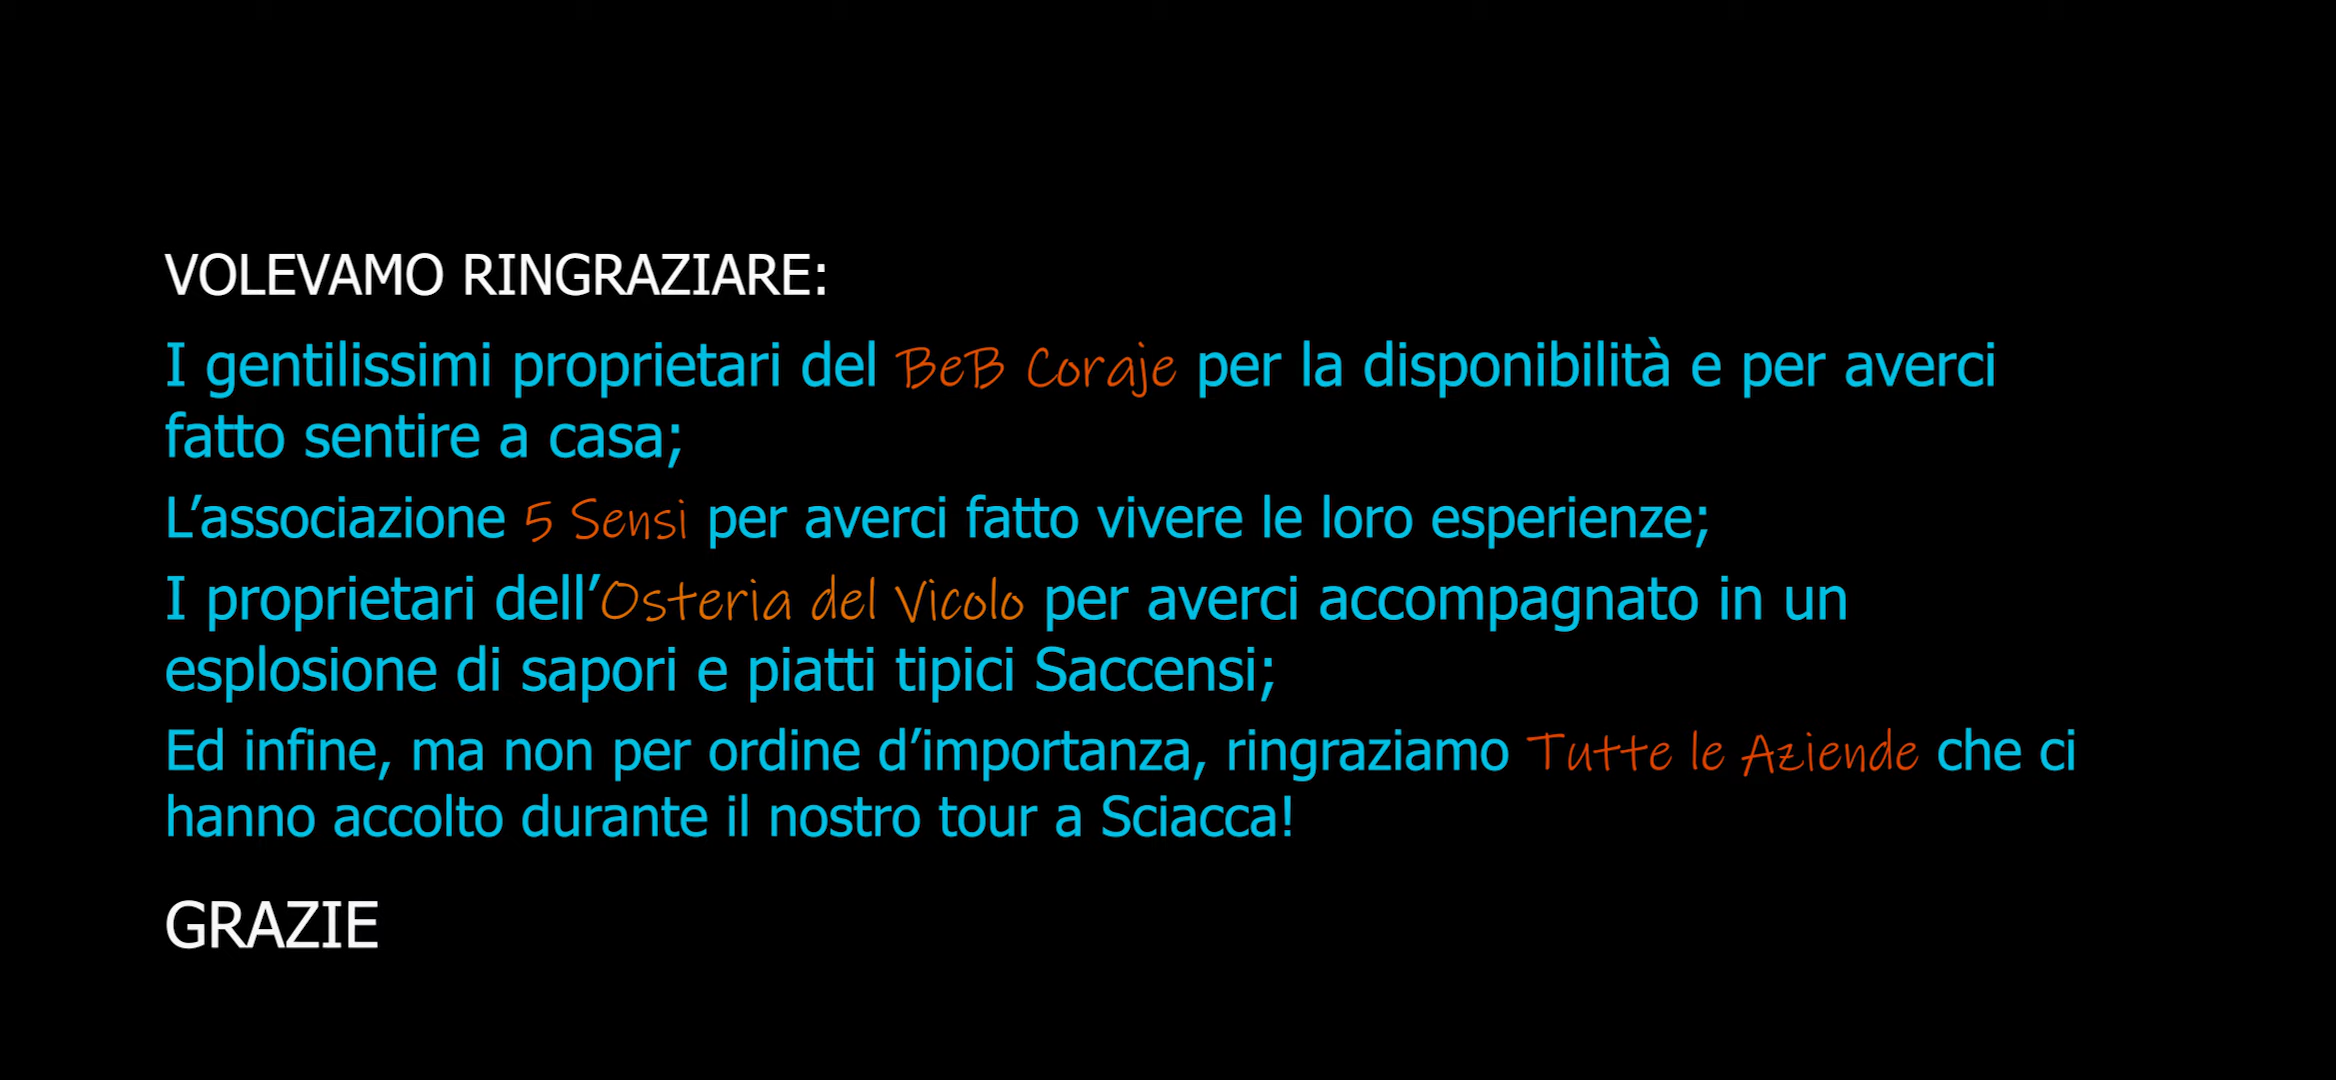 VOLEVAMO RINGRAZIARE:
I gentilissimi proprietari del BeB Coraje per la disponibilità e per averci
fatto sentire a casa;
L’associazione 5 Sensi per averci fatto vivere le loro esperienze;
I proprietari dell’Osteria del Vicolo per averci accompagnato in un
esplosione di sapori e piatti tipici Saccensi;
Ed infine, ma non per ordine d’importanza, ringraziamo Tutte le Aziende che ci
hanno accolto durante il nostro tour a Sciacca!
GRAZIE